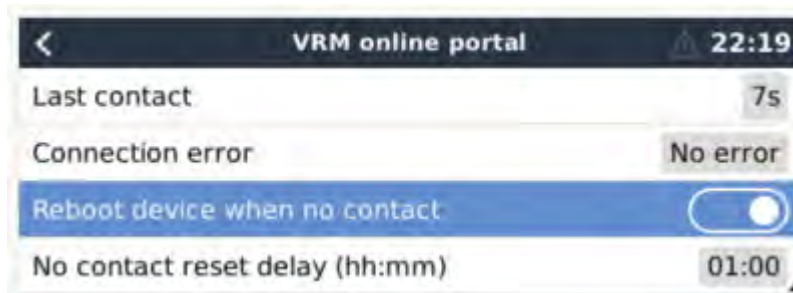 VRM online portal 22:19
Last contact 7s
Connection error No error
Reboot device when no contact
No contact reset delay (hh:mm) 01:00